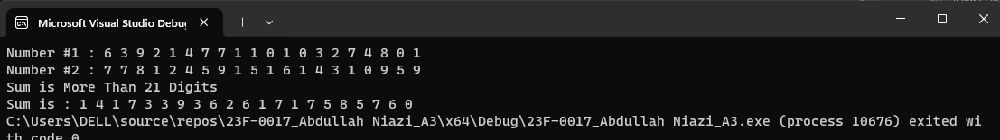 Microsoft Visual Studio Debug
Number #1 : 6 3 9 2 1 4 7 7 1 1 0 1 0 3 2 7 4 8 0 1
Number #2 : 7 7 8 1 2 4 5 9 1 5 1 6 1 4 3 1 0 9 5 9
Sum is More Than 21 Digits
Sum is : 1 4 1 7 3 3 9 3 6 2 6 1 7 1 7 5 8 5 7 6 0
C:\Users\DELL\source\repos\23F-0017_Abdullah Niazi_A3\x64\Debug\23F-0017_Abdullah Niazi_A3.exe (process 10676) exited wi
th code 0